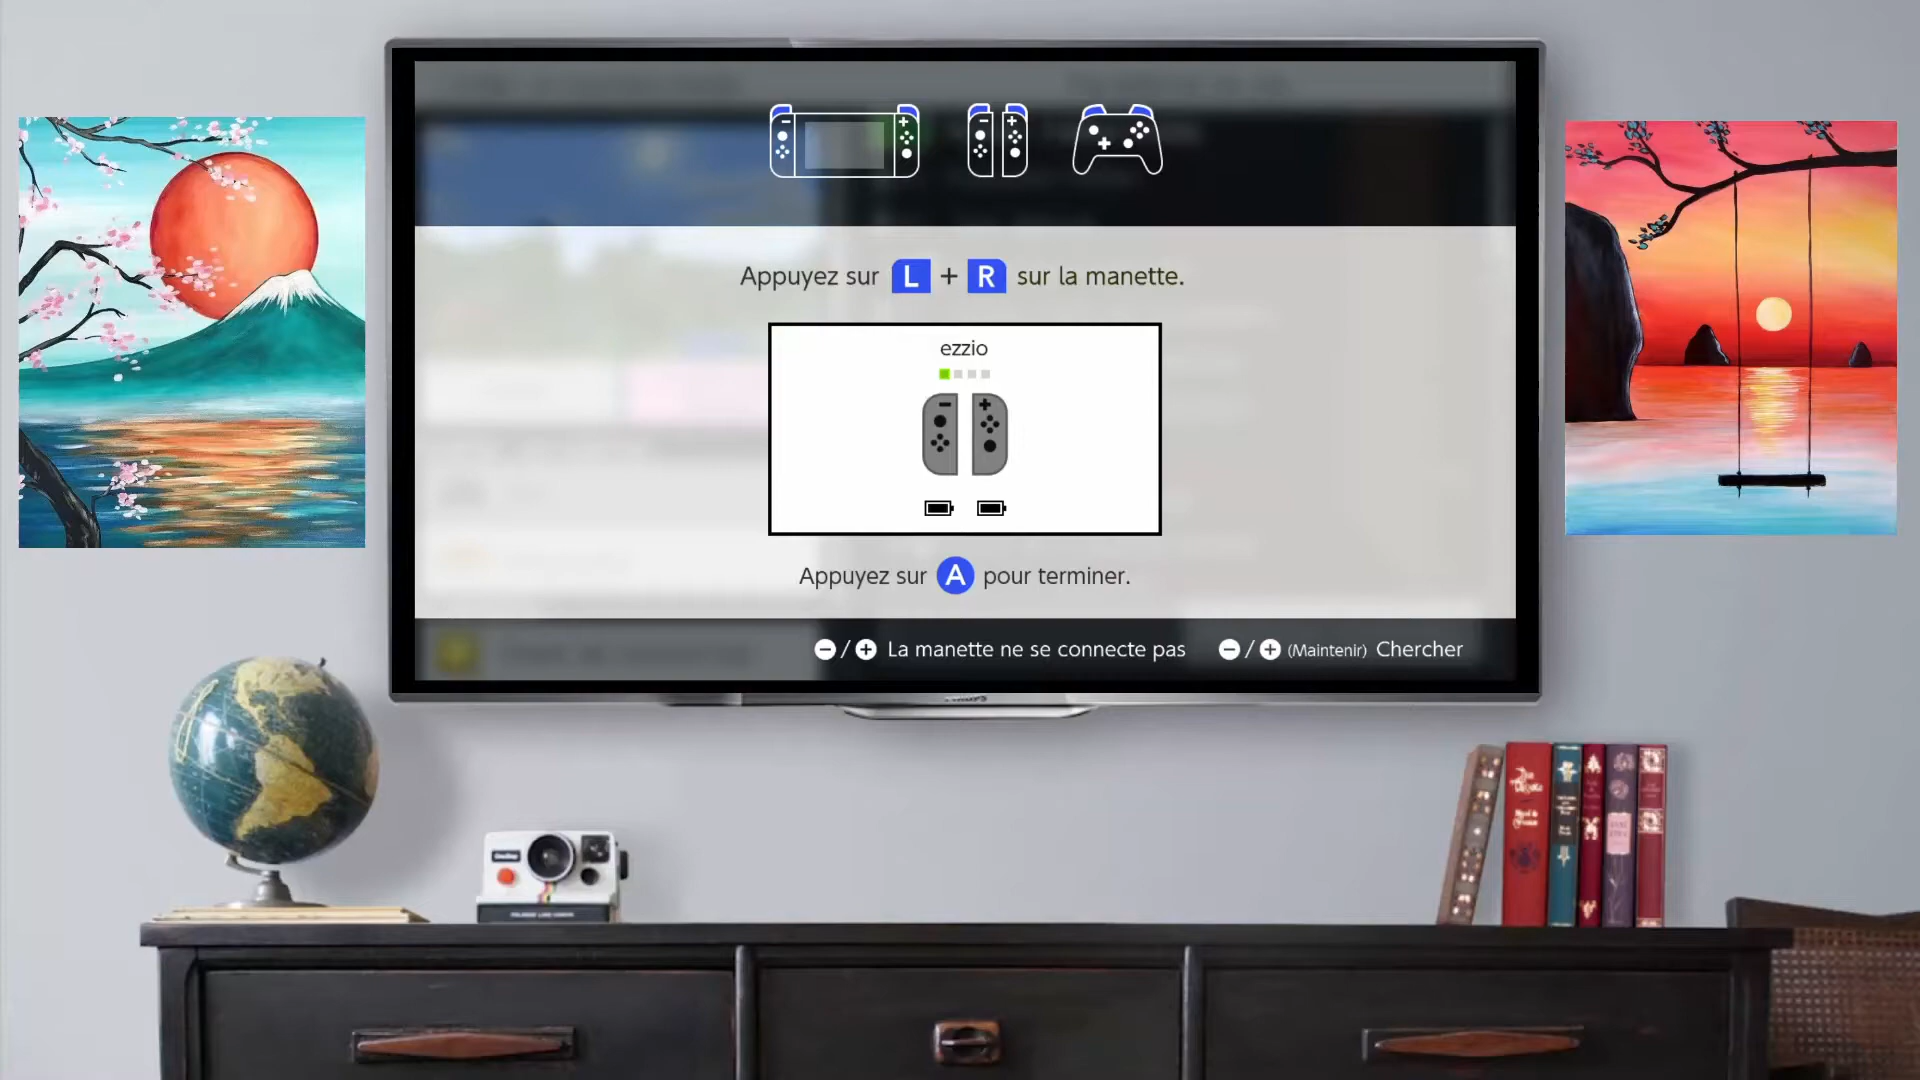 Appuyez sur L + R sur la manette.
ezzio
Appuyez sur A pour terminer.
−/+ La manette ne se connecte pas −/+ (Maintenir) Chercher